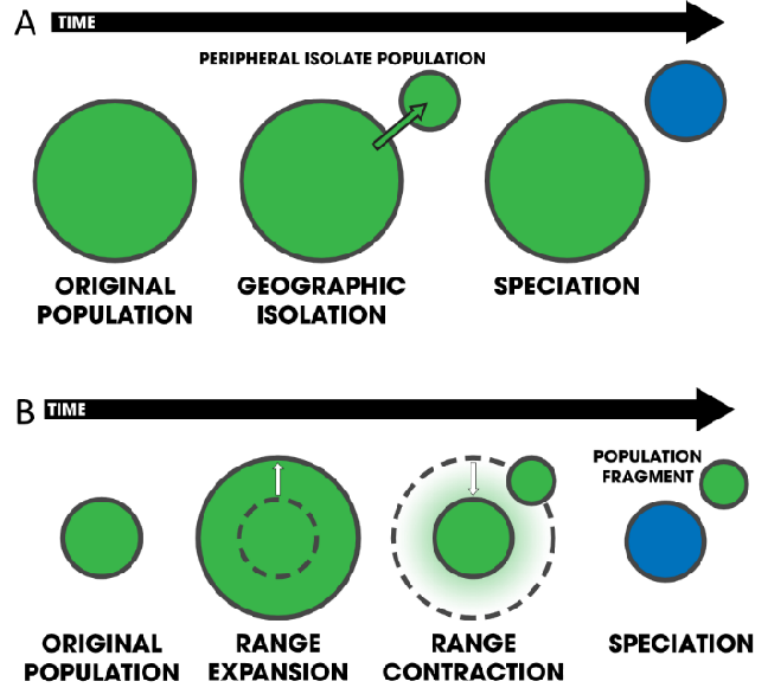 A
TIME
PERIPHERAL ISOLATE POPULATION
ORIGINAL
POPULATION
GEOGRAPHIC
ISOLATION
SPECIATION
B
TIME
POPULATION
FRAGMENT
ORIGINAL
POPULATION
RANGE
EXPANSION
RANGE
CONTRACTION
SPECIATION